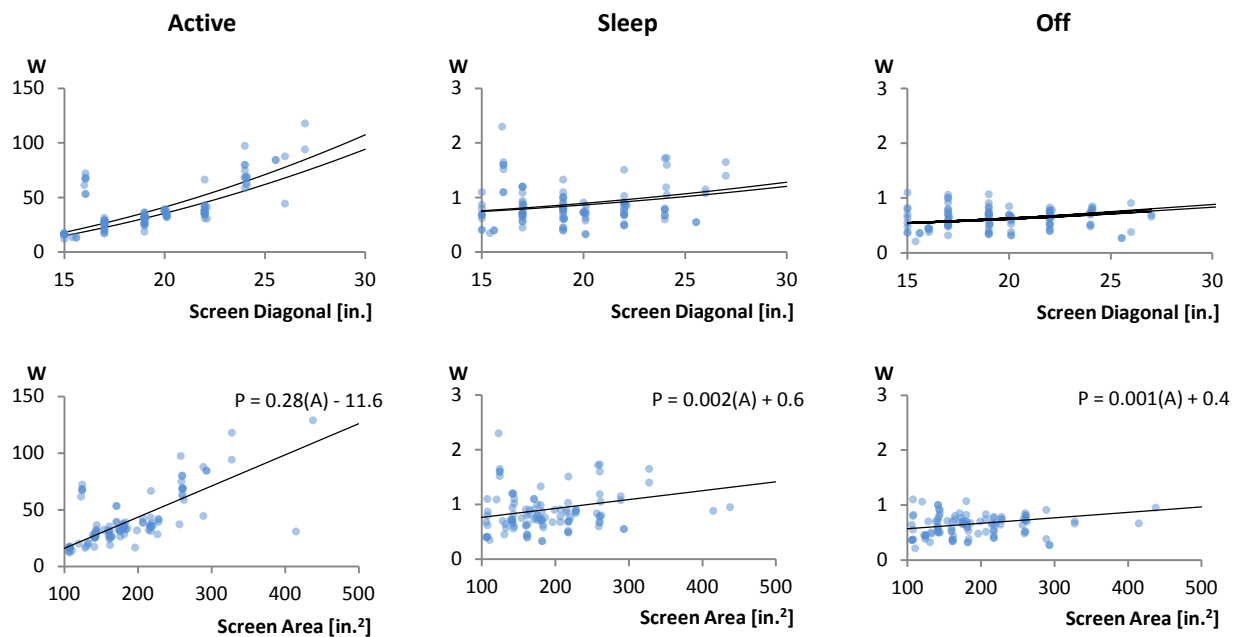 Active
Sleep
Off
W
150
100
50
0
15 20 25 30
Screen Diagonal [in.]
W
3
2
1
0
15 20 25 30
Screen Diagonal [in.]
W
3
2
1
0
15 20 25 30
Screen Diagonal [in.]
W
150
100
50
0
P = 0.28(A) - 11.6
100 200 300 400 500
Screen Area [in.²]
W
3
2
1
0
P = 0.002(A) + 0.6
100 200 300 400 500
Screen Area [in.²]
W
3
2
1
0
P = 0.001(A) + 0.4
100 200 300 400 500
Screen Area [in.²]